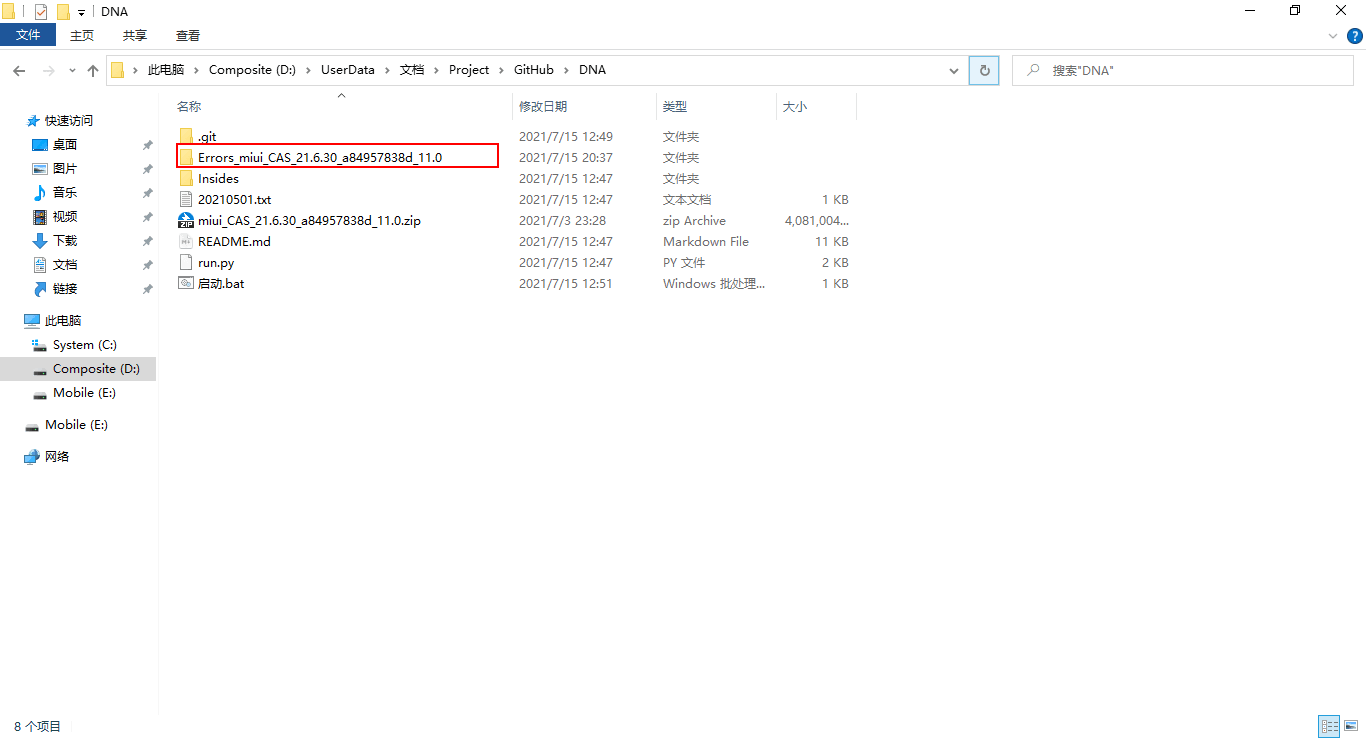 DNA
文件 主页 共享 查看
此电脑 Composite (D:) UserData 文档 Project GitHub DNA 搜索"DNA"
快速访问
桌面
图片
音乐
视频
下载
文档
链接
此电脑
System (C:)
Composite (D:)
Mobile (E:)
Mobile (E:)
网络
名称 修改日期 类型 大小
.git 2021/7/15 12:49 文件夹
Errors_miui_CAS_21.6.30_a84957838d_11.0 2021/7/15 20:37 文件夹
Insides 2021/7/15 12:47 文件夹
20210501.txt 2021/7/15 12:47 文本文档 1 KB
ZIP miui_CAS_21.6.30_a84957838d_11.0.zip 2021/7/3 23:28 zip Archive 4,081,004...
README.md 2021/7/15 12:47 Markdown File 11 KB
run.py 2021/7/15 12:47 PY 文件 2 KB
启动.bat 2021/7/15 12:51 Windows 批处理... 1 KB
8 个项目